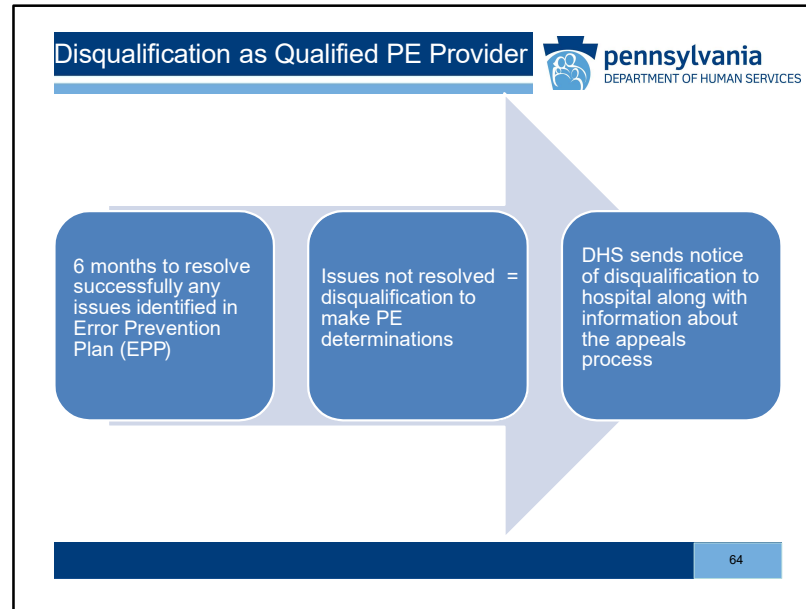 Disqualification as Qualified PE Provider
pennsylvania
DEPARTMENT OF HUMAN SERVICES
6 months to resolve
successfully any
issues identified in
Error Prevention
Plan (EPP)
Issues not resolved =
disqualification to
make PE
determinations
DHS sends notice
of disqualification to
hospital along with
information about
the appeals
process
64